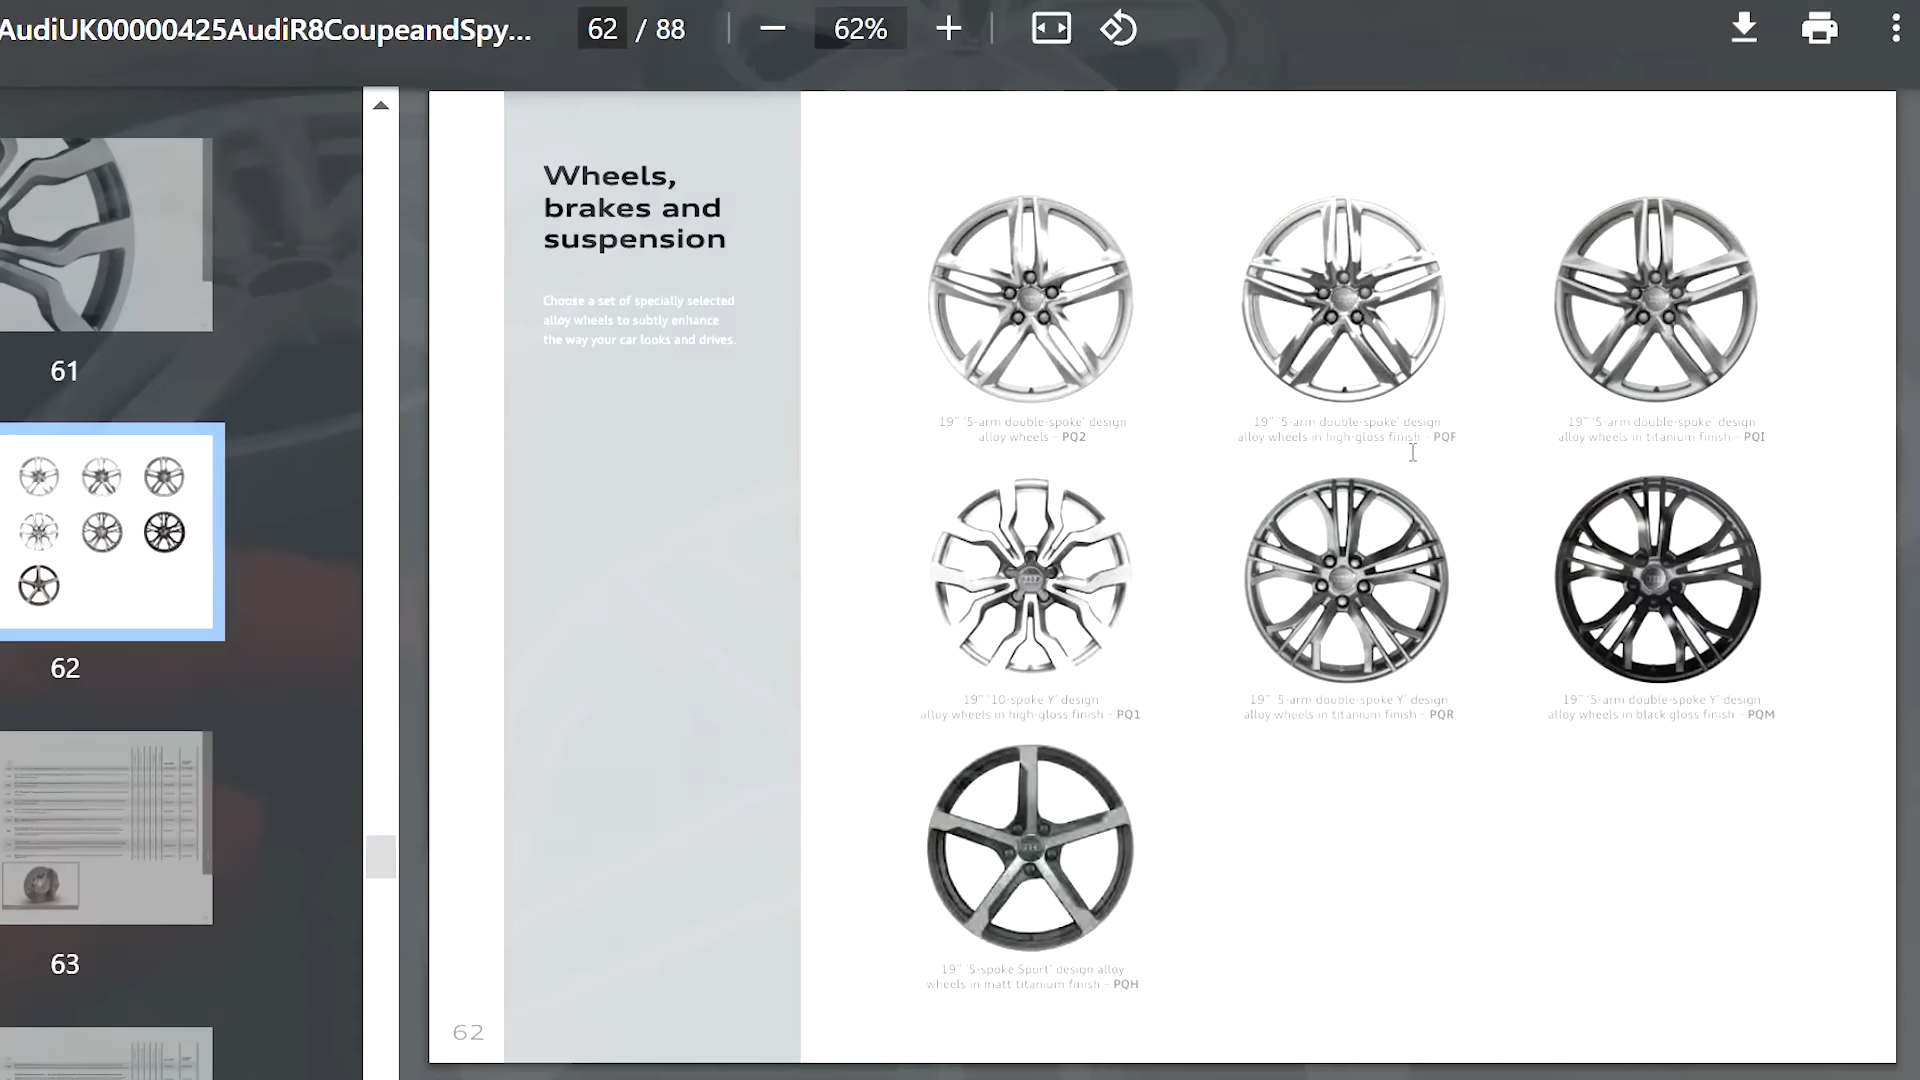 AudiUK00000425AudiR8CoupeandSpy...
62 / 88
62%
61
62
63
Wheels,
brakes and
suspension
Choose a set of specially selected
alloy wheels to subtly enhance
the way your car looks and drives.
19” ‘5-arm double-spoke’ design
alloy wheels – PQ2
19” ‘5-arm double-spoke’ design
alloy wheels in high-gloss finish – PQF
19” ‘5-arm double-spoke’ design
alloy wheels in titanium finish – PQI
19” ‘10-spoke Y’ design
alloy wheels in high-gloss finish – PQ1
19” ‘5-arm double-spoke Y’ design
alloy wheels in titanium finish – PQR
19” ‘5-arm double-spoke Y’ design
alloy wheels in black gloss finish – PQM
19” ‘5-spoke Sport’ design alloy
wheels in matt titanium finish – PQH
62